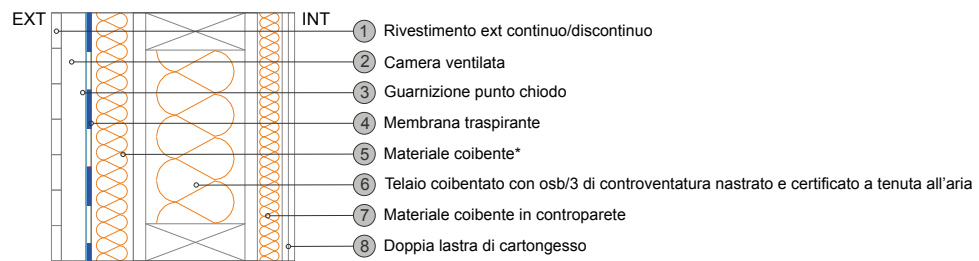 EXT INT
1 Rivestimento ext continuo/discontinuo
2 Camera ventilata
3 Guarnizione punto chiodo
4 Membrana traspirante
5 Materiale coibente*
6 Telaio coibentato con osb/3 di controventatura nastrato e certificato a tenuta all'aria
7 Materiale coibente in controparete
8 Doppia lastra di cartongesso